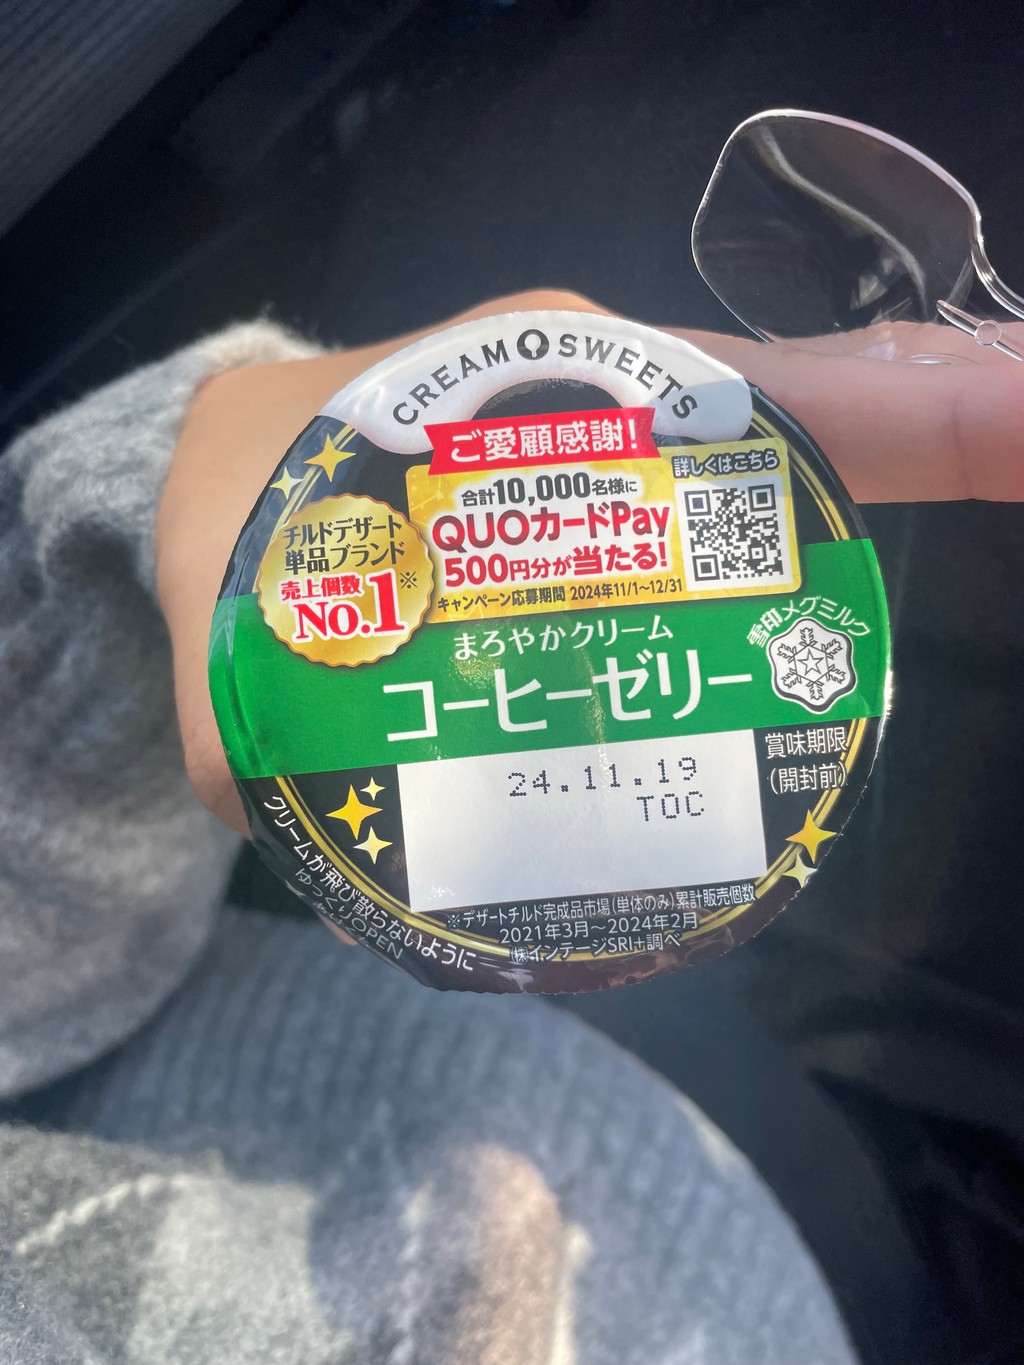 CREAM SWEETS
ご愛顧感謝!
合計10,000名様に
QUOカードPay
500円分が当たる!
キャンペーン応募期間 2024年11/1~12/31
詳しくはこちら
チルドデザート
単品ブランド
売上個数
No.1※
まろやかクリーム
コーヒーゼリー
雪印メグミルク
賞味期限
(開封前)
24.11.19
TOC
※デザートチルド完成品市場(単体のみ)累計販売個数
2021年3月~2024年2月
(株)インテージSRI+調べ
クリームが飛び散らないように
ゆっくりOPEN